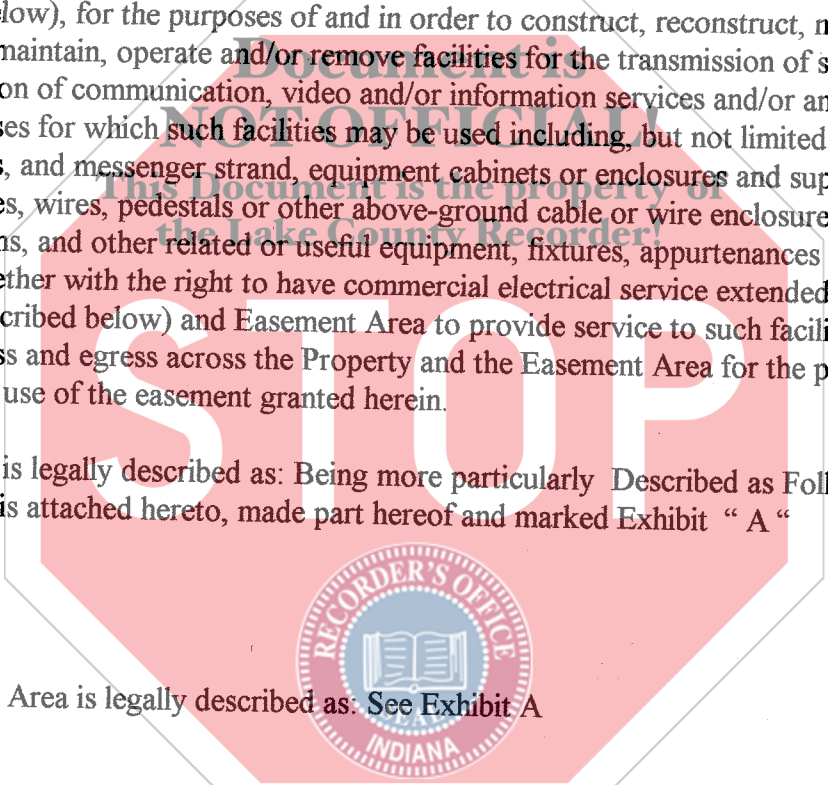 low), for the purposes of and in order to construct, reconstruct,
maintain, operate and/or remove facilities for the transmission of s
Document is
on of communication, video and/or information services and/or an
NOT OFFICIAL!
ses for which such facilities may be used including, but not limited
s, and messenger strand, equipment cabinets or enclosures and sup
This Document is the property of
es, wires, pedestals or other above-ground cable or wire enclosure
the Lake County Recorder!
ns, and other related or useful equipment, fixtures, appurtenances
ether with the right to have commercial electrical service extended
cribed below) and Easement Area to provide service to such facili
ss and egress across the Property and the Easement Area for the p
use of the easement granted herein.
STOP
is legally described as: Being more particularly Described as Foll
is attached hereto, made part hereof and marked Exhibit “ A “
RECORDER'S OFFICE
Area is legally described as: See Exhibit A
SEAL
INDIANA